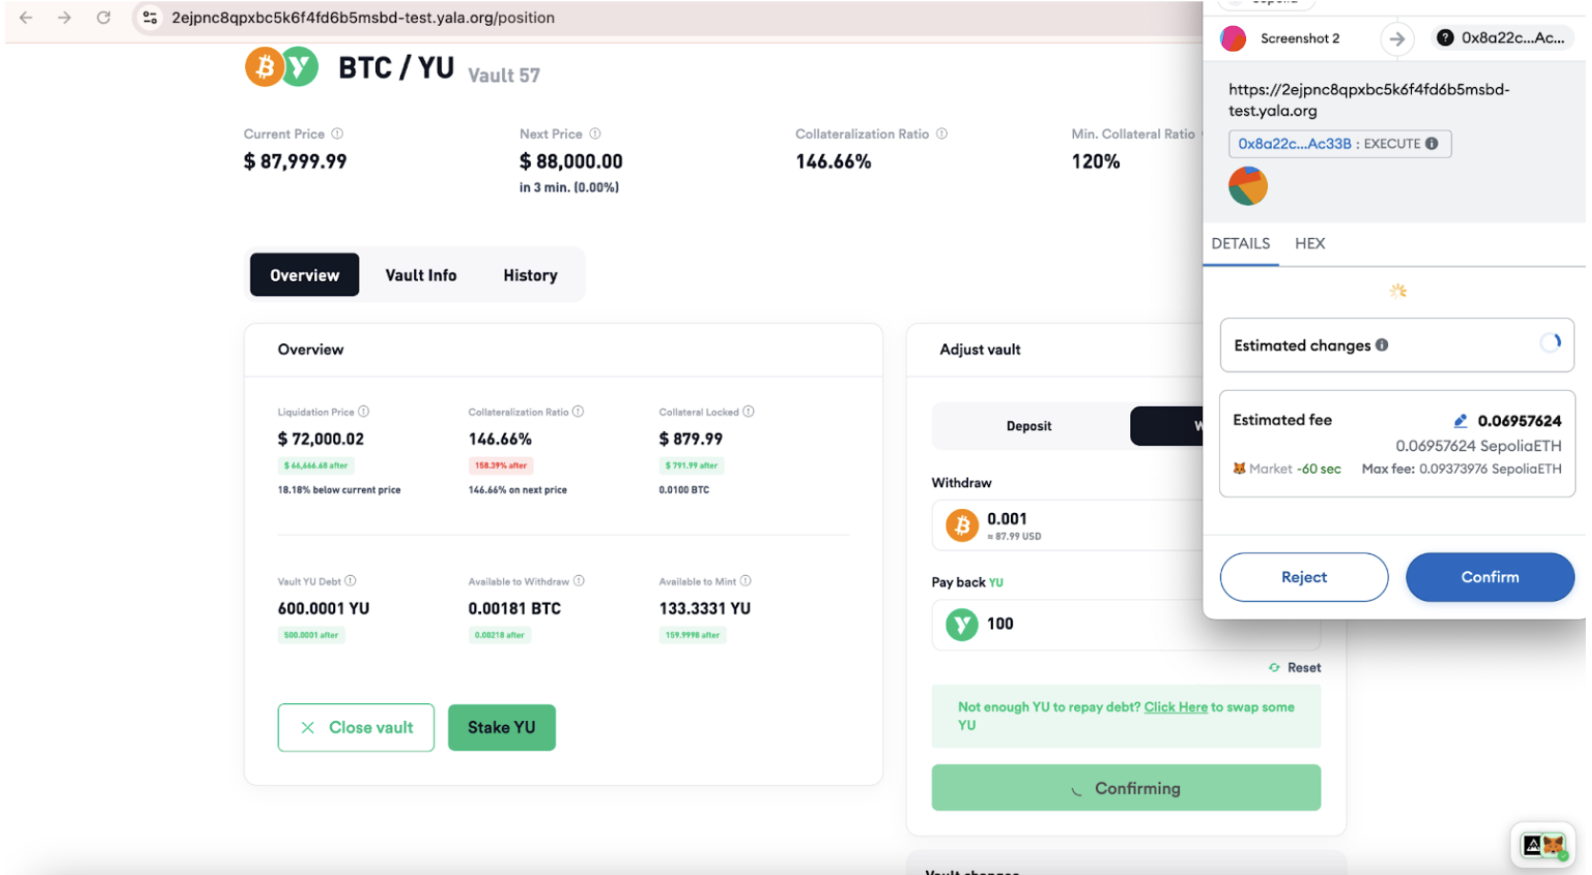 2ejpnc8qpxbc5k6f4fd6b5msbd-test.yala.org/position
BTC / YU Vault 57
Current Price
$ 87,999.99
Next Price
$ 88,000.00
in 3 min. (0.00%)
Collateralization Ratio
146.66%
Min. Collateral Ratio
120%
Overview
Vault Info
History
Overview
Liquidation Price
$ 72,000.02
$ 66,666.68 after
18.18% below current price
Collateralization Ratio
146.66%
158.39% after
146.66% on next price
Collateral Locked
$ 879.99
$ 791.99 after
0.0100 BTC
Vault YU Debt
600.0001 YU
500.0001 after
Available to Withdraw
0.00181 BTC
0.00218 after
Available to Mint
133.3331 YU
159.9998 after
Close vault
Stake YU
Adjust vault
Deposit
W
Withdraw
0.001
≈ 87.99 USD
Pay back YU
100
Reset
Not enough YU to repay debt? Click Here to swap some
YU
Confirming
Vault changes
Sepolia
Screenshot 2
0x8a22c...Ac...
https://2ejpnc8qpxbc5k6f4fd6b5msbd-
test.yala.org
0x8a22c...Ac33B : EXECUTE
DETAILS
HEX
Estimated changes
Estimated fee
0.06957624
0.06957624 SepoliaETH
Market ~60 sec
Max fee: 0.09373976 SepoliaETH
Reject
Confirm